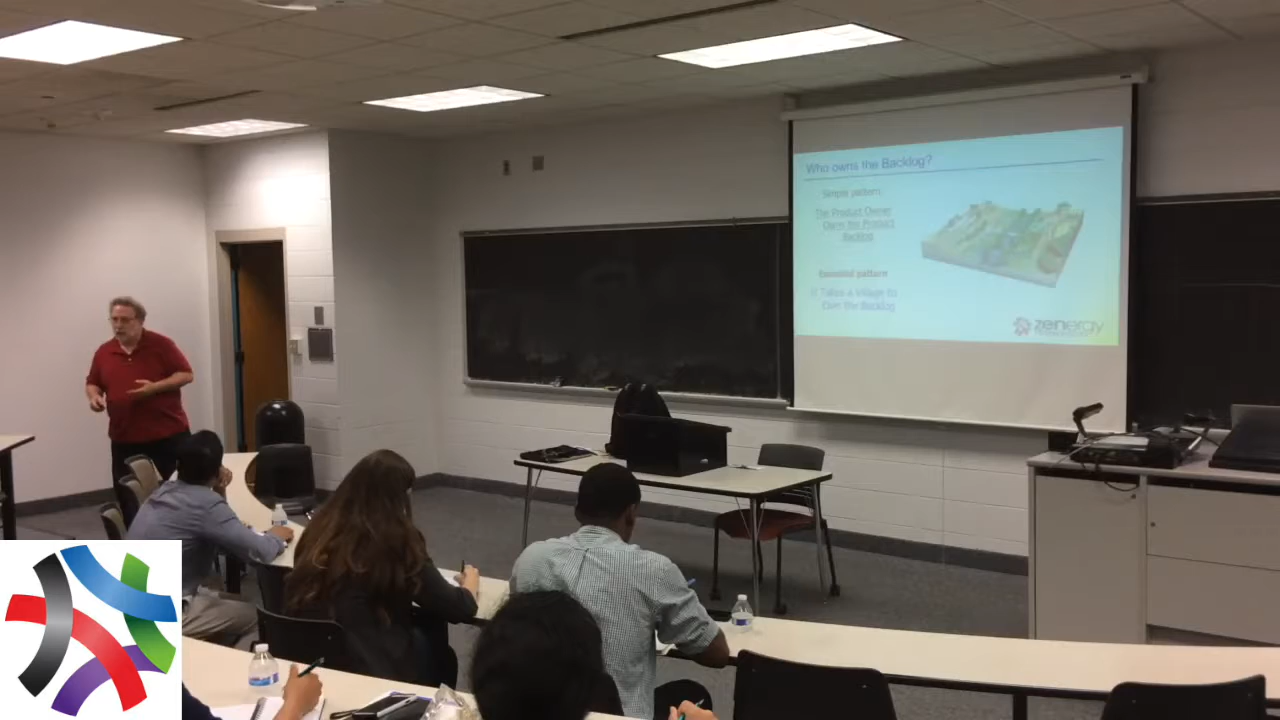 Who owns the Backlog?
Simple pattern:
The Product Owner
Owns the Product
Backlog
Essential pattern
It Takes a Village to
Own the Backlog
zenergy